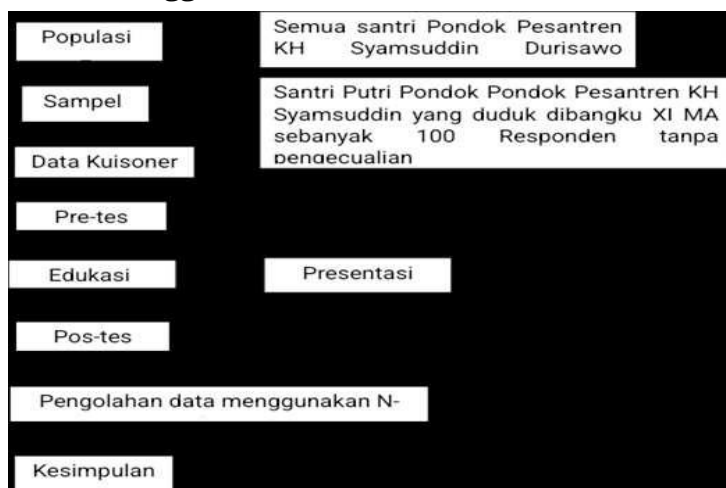 Populasi
Semua santri Pondok Pesantren
KH Syamsuddin Durisawo
Sampel
Santri Putri Pondok Pondok Pesantren KH
Syamsuddin yang duduk dibangku XI MA
sebanyak 100 Responden tanpa
pengecualian
Data Kuisoner
Pre-tes
Edukasi
Presentasi
Pos-tes
Pengolahan data menggunakan N-
Kesimpulan